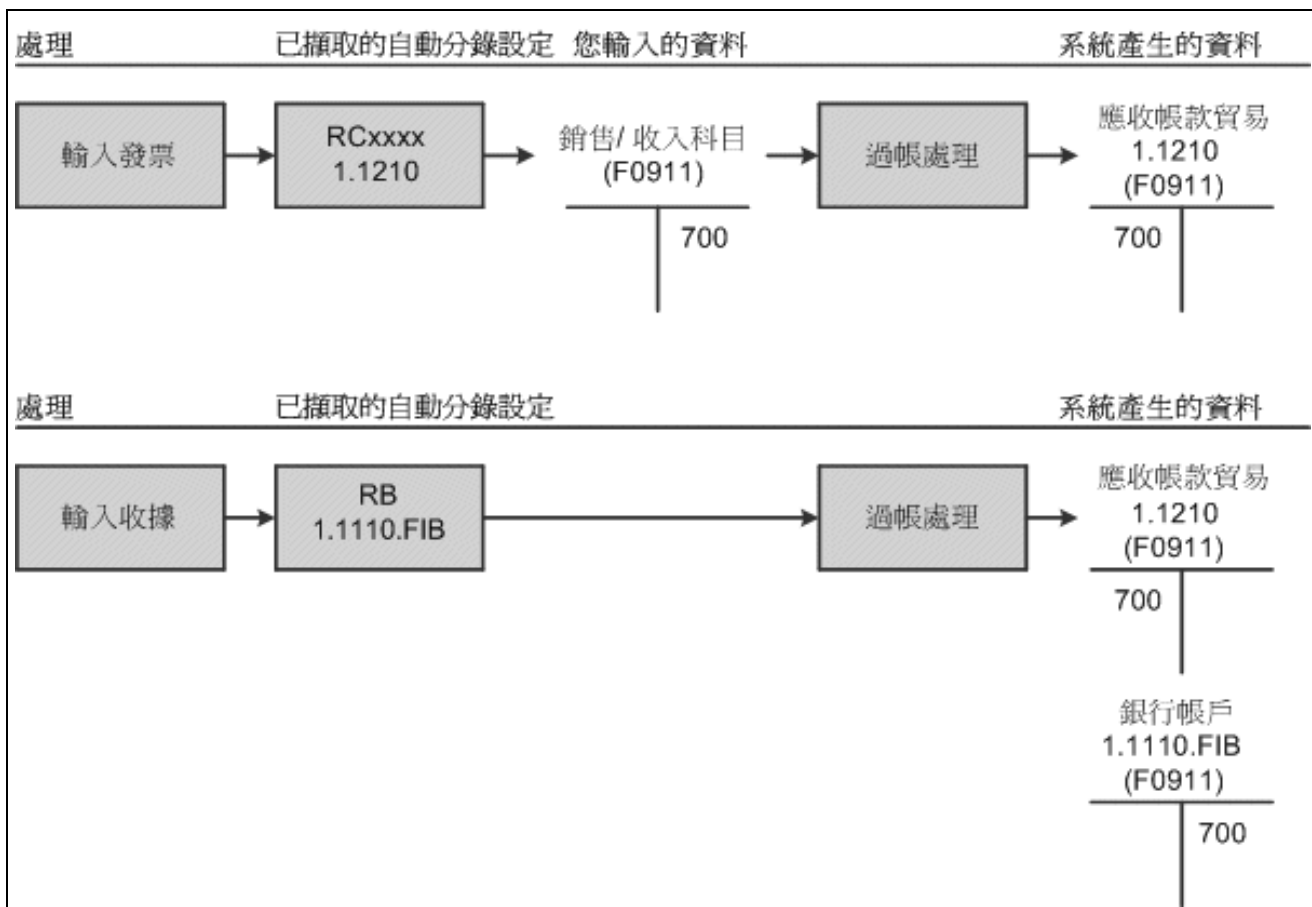 處理 已擷取的自動分錄設定 您輸入的資料 系統產生的資料
輸入發票
RCxxxx
1.1210
銷售/ 收入科目
(F0911)
700
過帳處理
應收帳款貿易
1.1210
(F0911)
700
處理 已擷取的自動分錄設定 系統產生的資料
輸入收據
RB
1.1110.FIB
過帳處理
應收帳款貿易
1.1210
(F0911)
700
銀行帳戶
1.1110.FIB
(F0911)
700